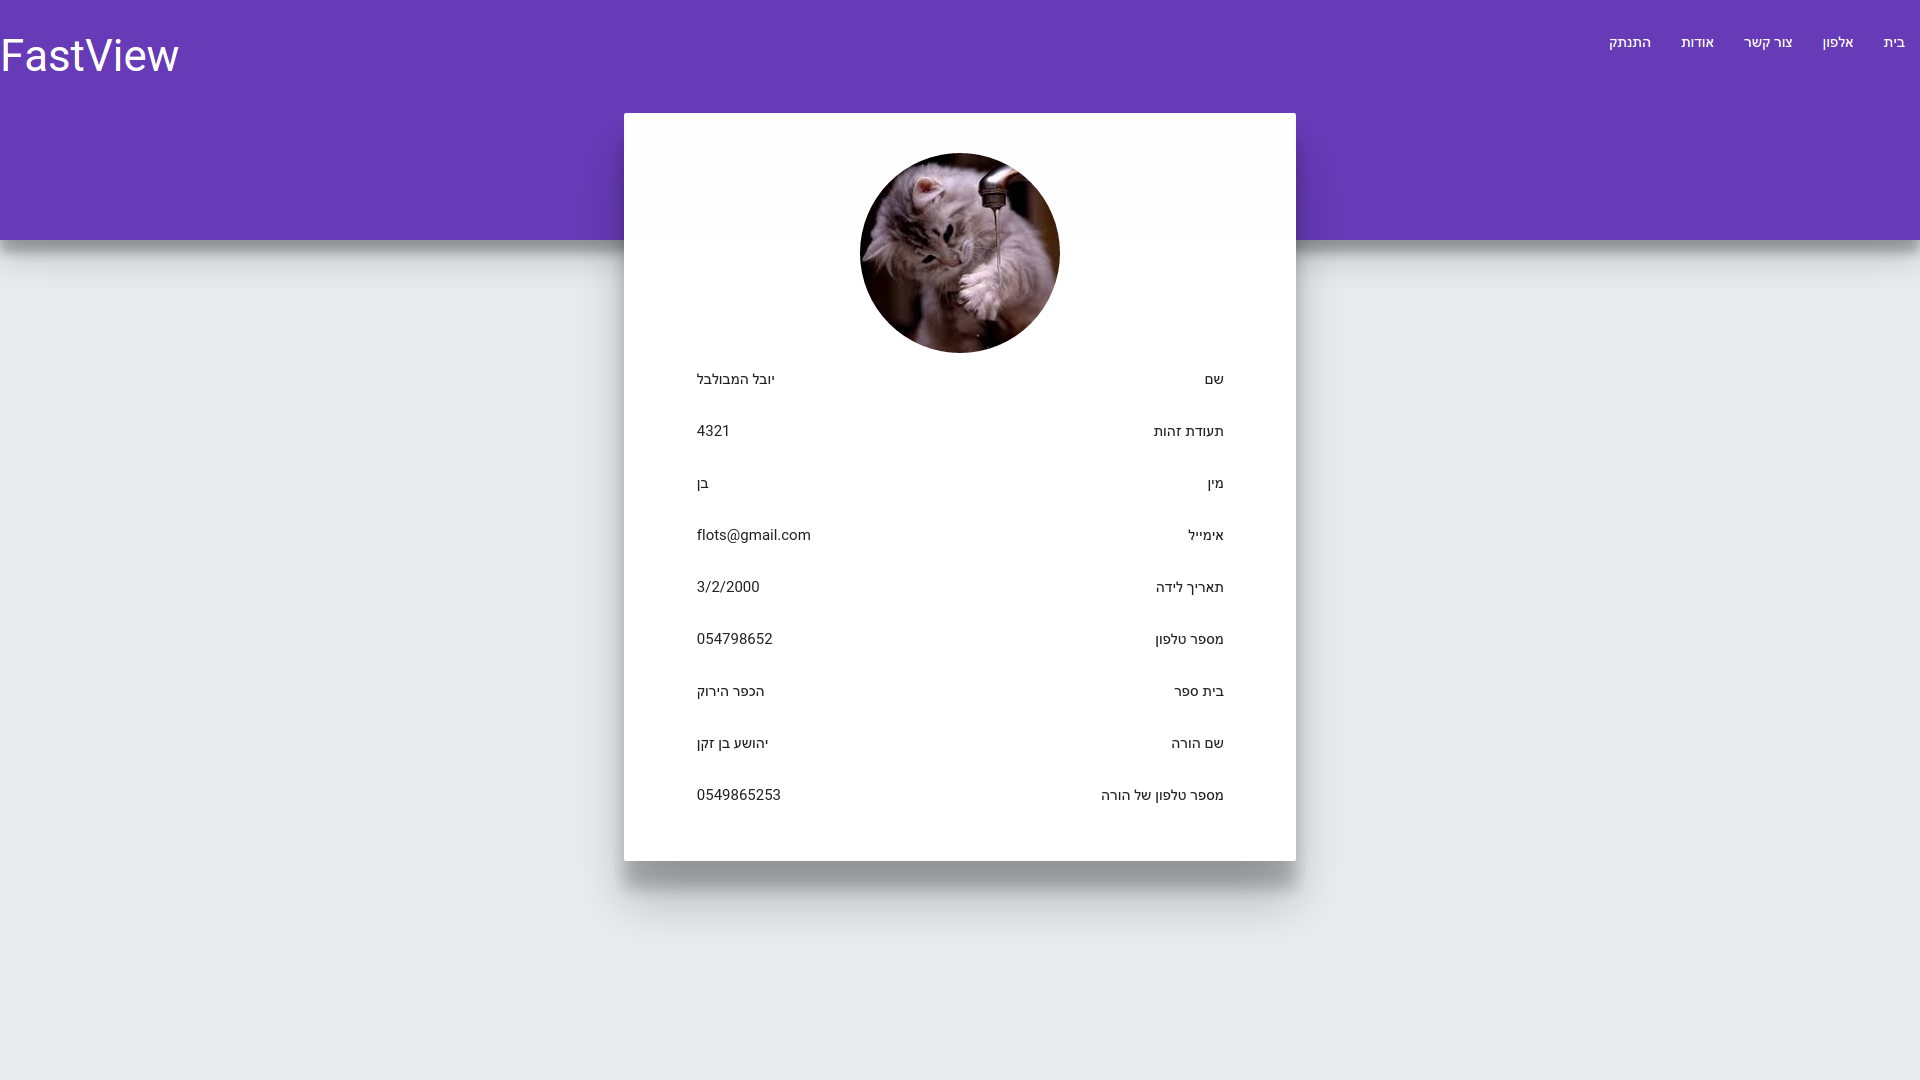 FastView
בית אלפון צור קשר אודות התנתק
שם יובל המבולבל
תעודת זהות 4321
מין בן
אימייל flots@gmail.com
תאריך לידה 3/2/2000
מספר טלפון 054798652
בית ספר הכפר הירוק
שם הורה יהושע בן זקן
מספר טלפון של הורה 0549865253